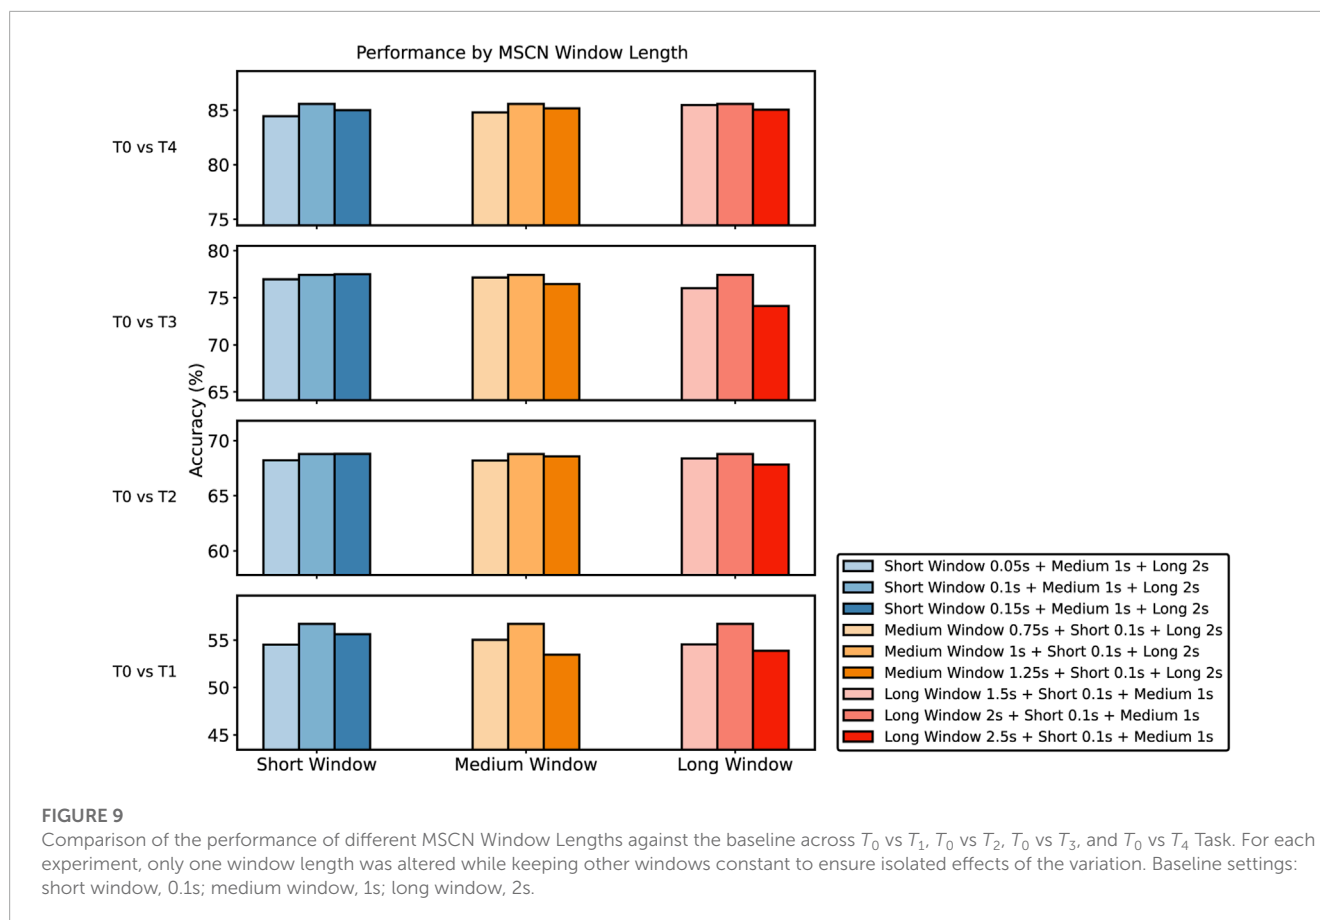 Performance by MSCN Window Length
T0 vs T4
85
80
75
T0 vs T3
80
75
70
65
Accuracy (%)
T0 vs T2
70
65
60
T0 vs T1
55
50
45
Short Window
Medium Window
Long Window
Short Window 0.05s + Medium 1s + Long 2s
Short Window 0.1s + Medium 1s + Long 2s
Short Window 0.15s + Medium 1s + Long 2s
Medium Window 0.75s + Short 0.1s + Long 2s
Medium Window 1s + Short 0.1s + Long 2s
Medium Window 1.25s + Short 0.1s + Long 2s
Long Window 1.5s + Short 0.1s + Medium 1s
Long Window 2s + Short 0.1s + Medium 1s
Long Window 2.5s + Short 0.1s + Medium 1s
FIGURE 9
Comparison of the performance of different MSCN Window Lengths against the baseline across T₀ vs T₁, T₀ vs T₂, T₀ vs T₃, and T₀ vs T₄ Task. For each
experiment, only one window length was altered while keeping other windows constant to ensure isolated effects of the variation. Baseline settings:
short window, 0.1s; medium window, 1s; long window, 2s.